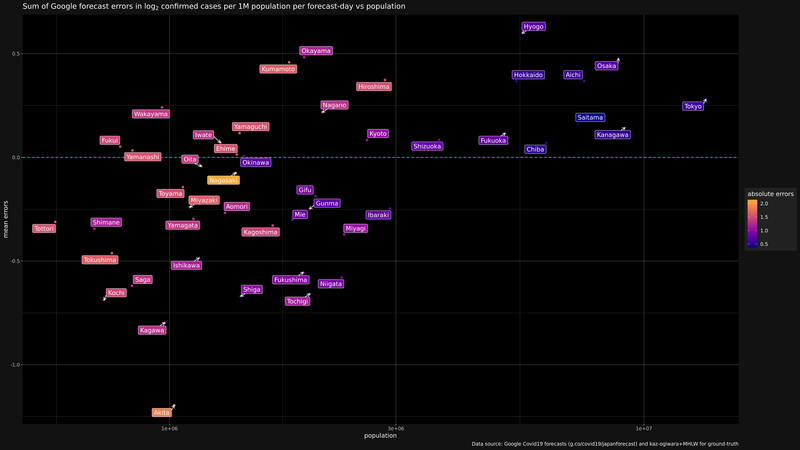 Sum of Google forecast errors in log2 confirmed cases per 1M population per forecast-day vs population
mean errors
0.5
0.0
-0.5
-1.0
Hyogo
Okayama
Osaka
Kumamoto
Hokkaido
Aichi
Hiroshima
Nagano
Tokyo
Wakayama
Saitama
Yamaguchi
Iwate
Kyoto
Kanagawa
Fukui
Fukuoka
Shizuoka
Ehime
Chiba
Yamanashi
Oita
Okinawa
Nagasaki
Gifu
Toyama
Miyazaki
Gunma
Aomori
Mie
Ibaraki
Shimane
Yamagata
Tottori
Kagoshima
Miyagi
Tokushima
Ishikawa
Saga
Fukushima
Niigata
Kochi
Shiga
Tochigi
Kagawa
Akita
1e+06
3e+06
1e+07
population
absolute errors
2.0
1.5
1.0
0.5
Data source: Google Covid19 forecasts (g.co/covid19/japanforecast) and kaz-ogiwara+MHLW for ground-truth